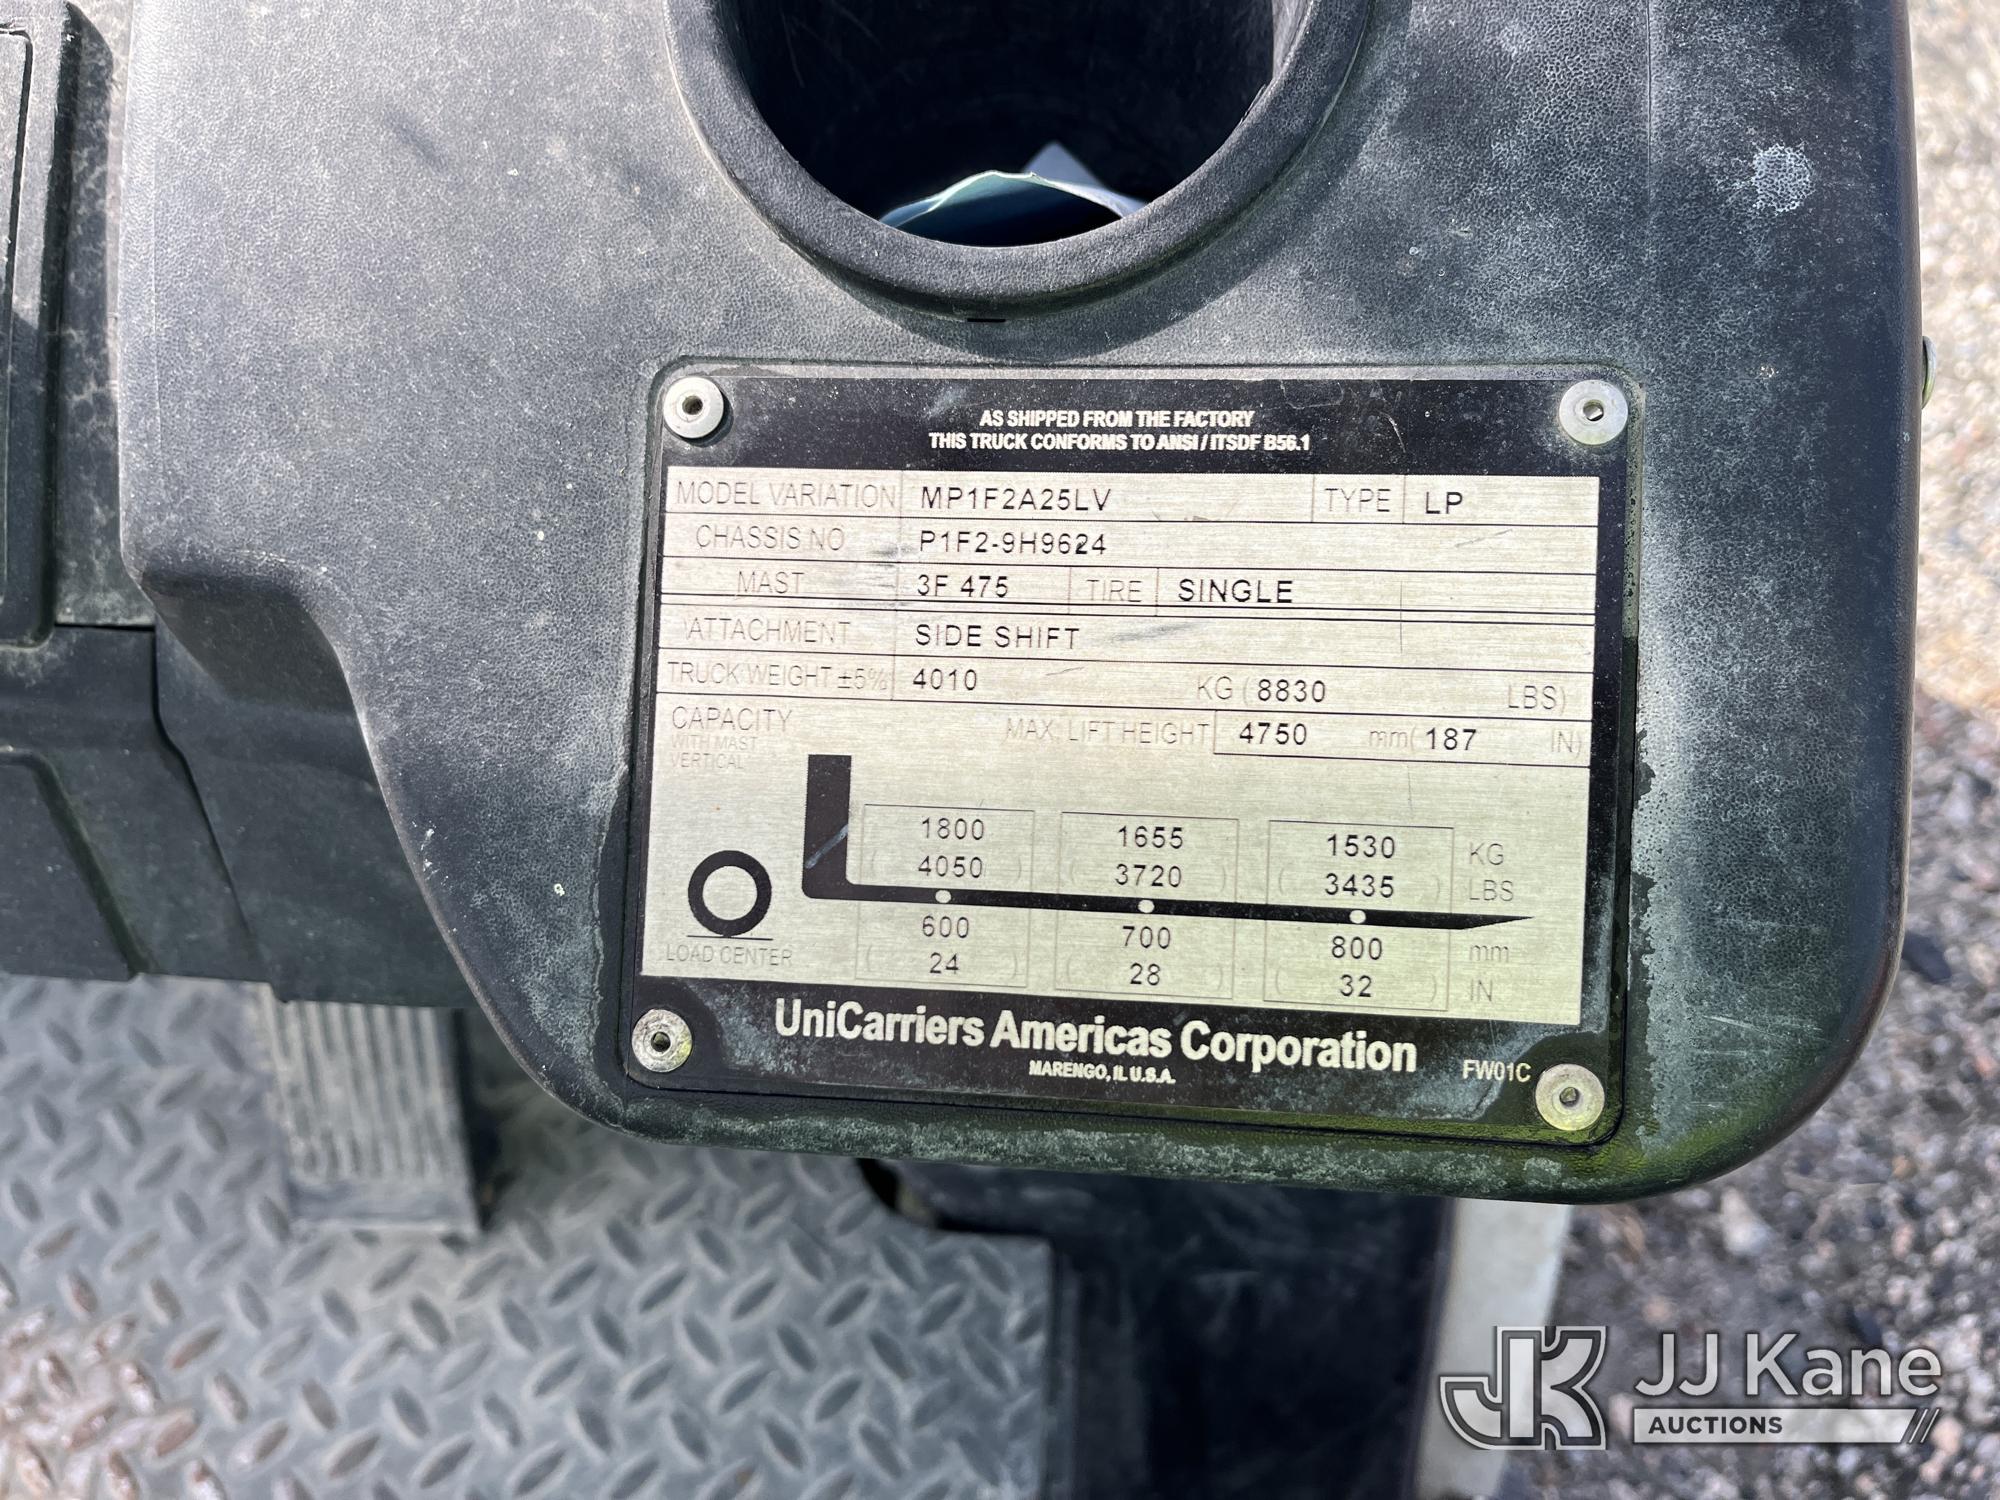 AS SHIPPED FROM THE FACTORY
THIS TRUCK CONFORMS TO ANSI / ITSDF B56.1
MODEL VARIATION MP1F2A25LV TYPE LP
CHASSIS NO P1F2-9H9624
MAST 3F 475 TIRE SINGLE
ATTACHMENT SIDE SHIFT
TRUCK WEIGHT ±5% 4010 KG ( 8830 LBS)
CAPACITY MAX. LIFT HEIGHT 4750 mm( 187 IN)
WITH MAST
VERTICAL
1800 1655 1530 KG
( 4050 ) ( 3720 ) ( 3435 ) LBS
600 700 800 mm
LOAD CENTER ( 24 ) ( 28 ) ( 32 ) IN
UniCarriers Americas Corporation
MARENGO, IL U.S.A. FW01C
JK JJ Kane
AUCTIONS